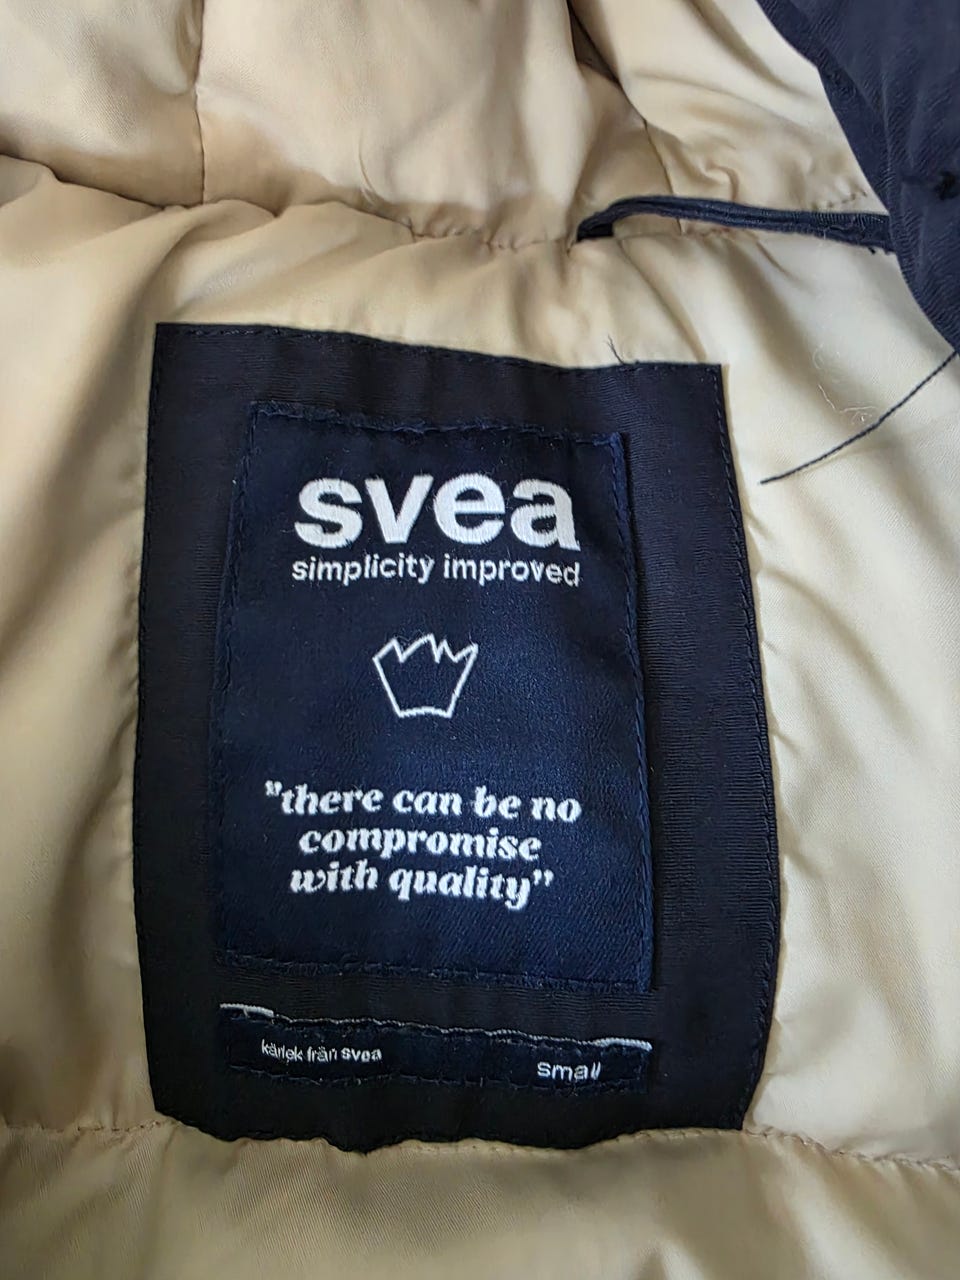 svea
simplicity improved
"there can be no
compromise
with quality"
kärlek från svea
small